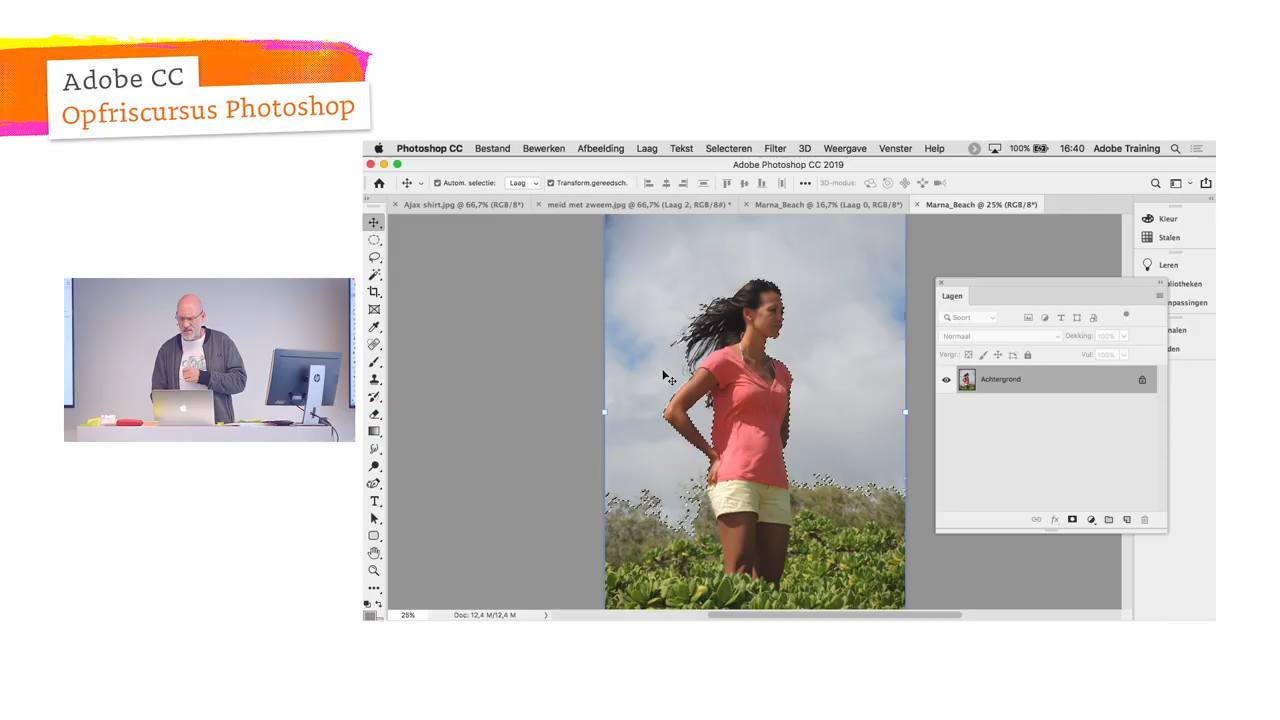 Adobe CC
Opfriscursus Photoshop
Photoshop CC Bestand Bewerken Afbeelding Laag Tekst Selecteren Filter 3D Weergave Venster Help 100% 16:40 Adobe Training
Adobe Photoshop CC 2019
Autom. selectie: Laag Transform.gereedsch. 3D-modus:
Ajax shirt.jpg @ 66,7% (RGB/8*) meid met zweem.jpg @ 66,7% (Laag 2, RGB/8#) * Marna_Beach @ 16,7% (Laag 0, RGB/8*) Marna_Beach @ 25% (RGB/8*)
Kleur
Stalen
Leren
bliotheken
npassingen
nalen
den
Lagen
Soort
Normaal Dekking: 100%
Vergr.: Vul: 100%
Achtergrond
fx
25% Doc: 12,4 M/12,4 M
hp